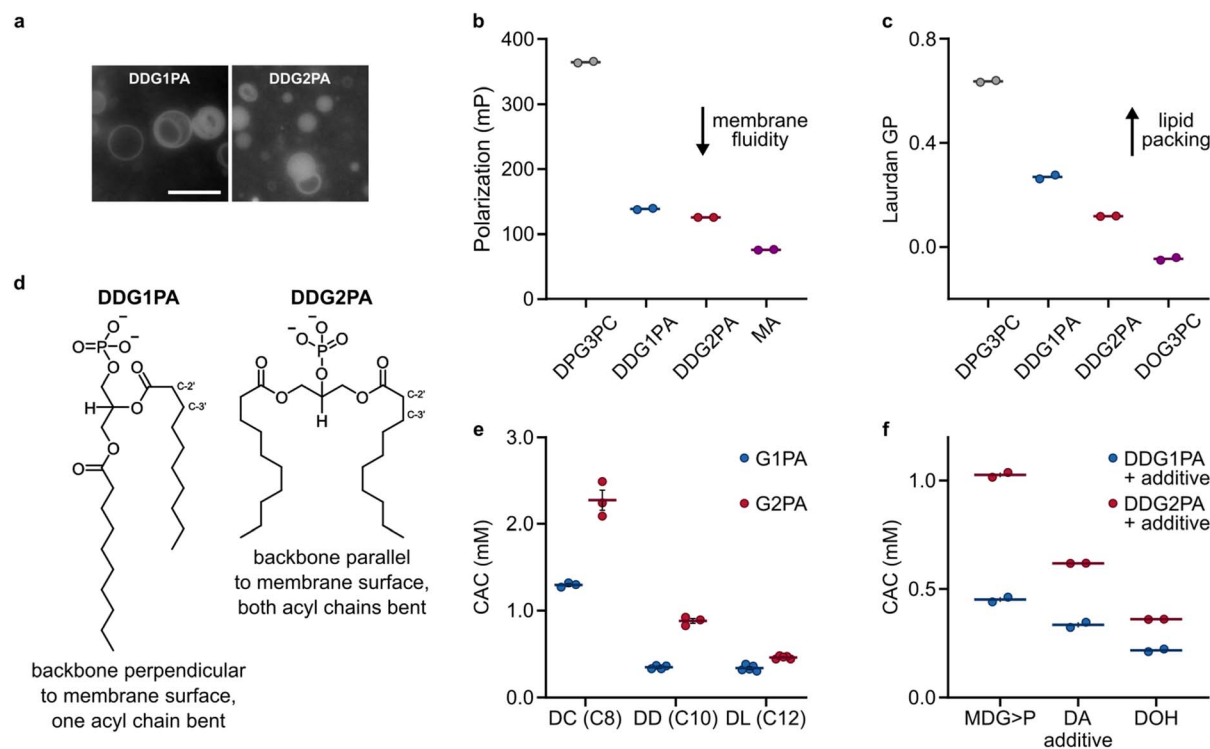 a
DDG1PA
DDG2PA
b
Polarization (mP)
400
300
200
150
100
0
membrane
fluidity
DPG3PC
DDG1PA
DDG2PA
MA
c
Laurdan GP
0.8
0.4
0.0
lipid
packing
DPG3PC
DDG1PA
DDG2PA
DOG3PC
d
DDG1PA
O
−
O=P−O−
O
O
H
O
C-2'
C-3'
O
O
backbone perpendicular
to membrane surface,
one acyl chain bent
DDG2PA
−O
O
−O−P=O
O
O
O
H
O
O
C-2'
C-3'
backbone parallel
to membrane surface,
both acyl chains bent
e
CAC (mM)
3.0
2.0
1.0
0.0
G1PA
G2PA
DC (C8)
DD (C10)
DL (C12)
f
CAC (mM)
1.0
0.5
0.0
DDG1PA
+ additive
DDG2PA
+ additive
MDG>P
DA
DOH
additive